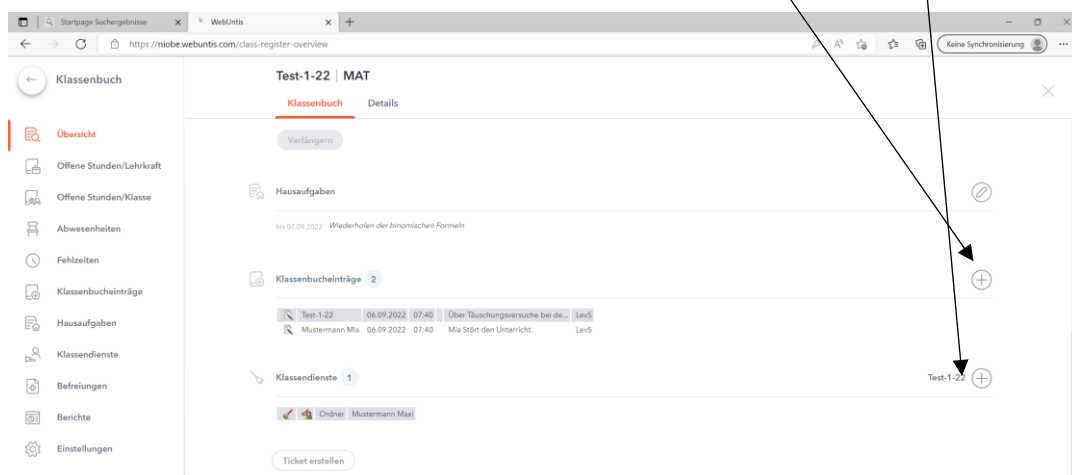 Startpage Suchergebnisse
WebUntis
https://niobe.webuntis.com/class-register-overview
Keine Synchronisierung
Klassenbuch
Übersicht
Offene Stunden/Lehrkraft
Offene Stunden/Klasse
Abwesenheiten
Fehlzeiten
Klassenbucheinträge
Hausaufgaben
Klassendienste
Befreiungen
Berichte
Einstellungen
Test-1-22 | MAT
Klassenbuch Details
Verlängern
Hausaufgaben
bis 07.09.2022 Wiederholen der binomischen Formeln
Klassenbucheinträge 2
Test-1-22 06.09.2022 07:40 Über Täuschungsversuche bei de... LevS
Mustermann Mia 06.09.2022 07:40 Mia Stört den Unterricht. LevS
Klassendienste 1 Test-1-22
Ordner Mustermann Maxi
Ticket erstellen